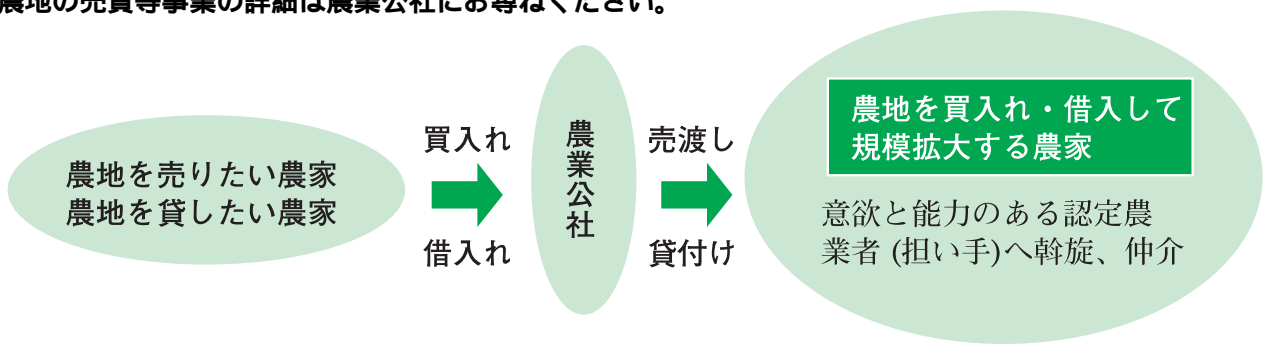 農地の売買等事業の詳細は農業公社にお尋ねください。
農地を売りたい農家
農地を貸したい農家
買入れ
借入れ
農業公社
売渡し
貸付け
農地を買入れ・借入して
規模拡大する農家
意欲と能力のある認定農
業者 (担い手)へ斡旋、仲介